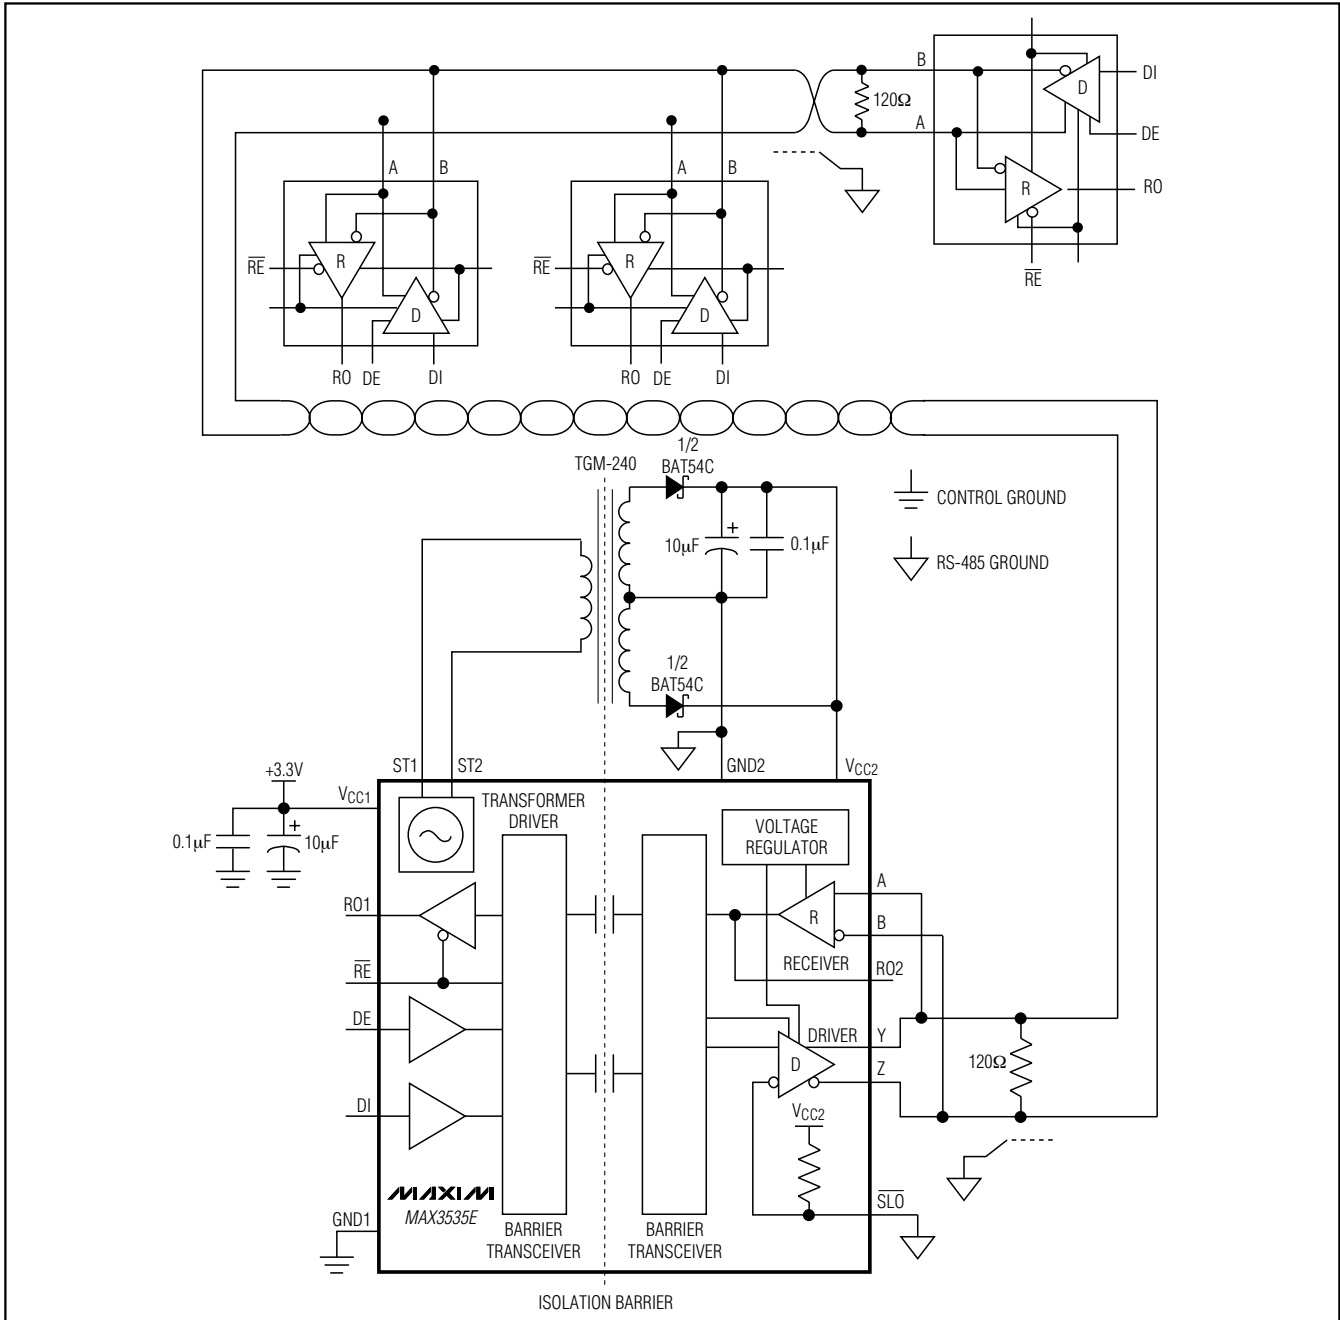 B
DI
D
120Ω
A
DE
A
B
A
B
R
RO
RE
R
RE
R
RE
D
D
RO
DE
DI
RO
DE
DI
TGM-240
1/2
BAT54C
CONTROL GROUND
+
10µF
0.1µF
RS-485 GROUND
1/2
BAT54C
ST1
ST2
GND2
VCC2
+3.3V
VCC1
TRANSFORMER
DRIVER
VOLTAGE
REGULATOR
+
0.1µF
10µF
A
RO1
R
B
RECEIVER
RO2
RE
DE
DRIVER
Y
D
Z
120Ω
DI
VCC2
MAXIM
MAX3535E
SLO
GND1
BARRIER
TRANSCEIVER
BARRIER
TRANSCEIVER
ISOLATION BARRIER